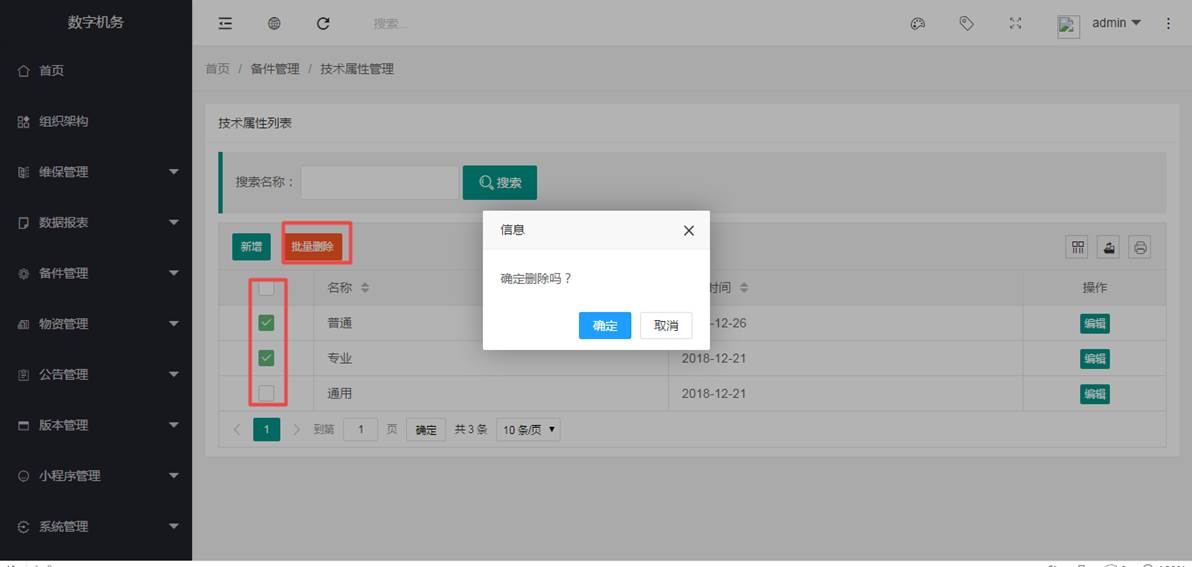 数字机务
搜索...
admin
首页
组织架构
维保管理
数据报表
备件管理
物资管理
公告管理
版本管理
小程序管理
系统管理
首页 / 备件管理 / 技术属性管理
技术属性列表
搜索名称： 搜索
新增 批量删除
信息
确定删除吗？
确定 取消
名称 时间 操作
普通 -12-26 编辑
专业 2018-12-21 编辑
通用 2018-12-21 编辑
1 到第 1 页 确定 共 3 条 10 条/页